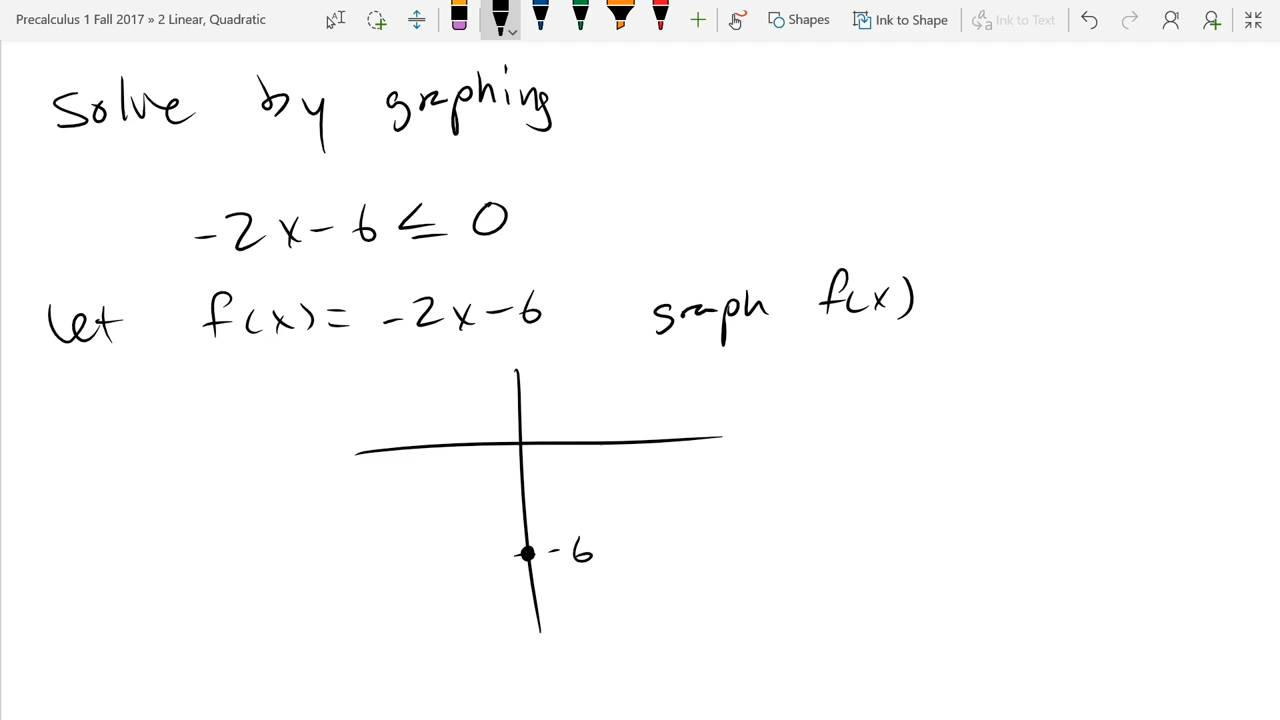 Precalculus 1 Fall 2017 » 2 Linear, Quadratic
Shapes
Ink to Shape
Ink to Text
solve by graphing
-2x-6 ≤ 0
let f(x) = -2x-6 graph f(x)
-6